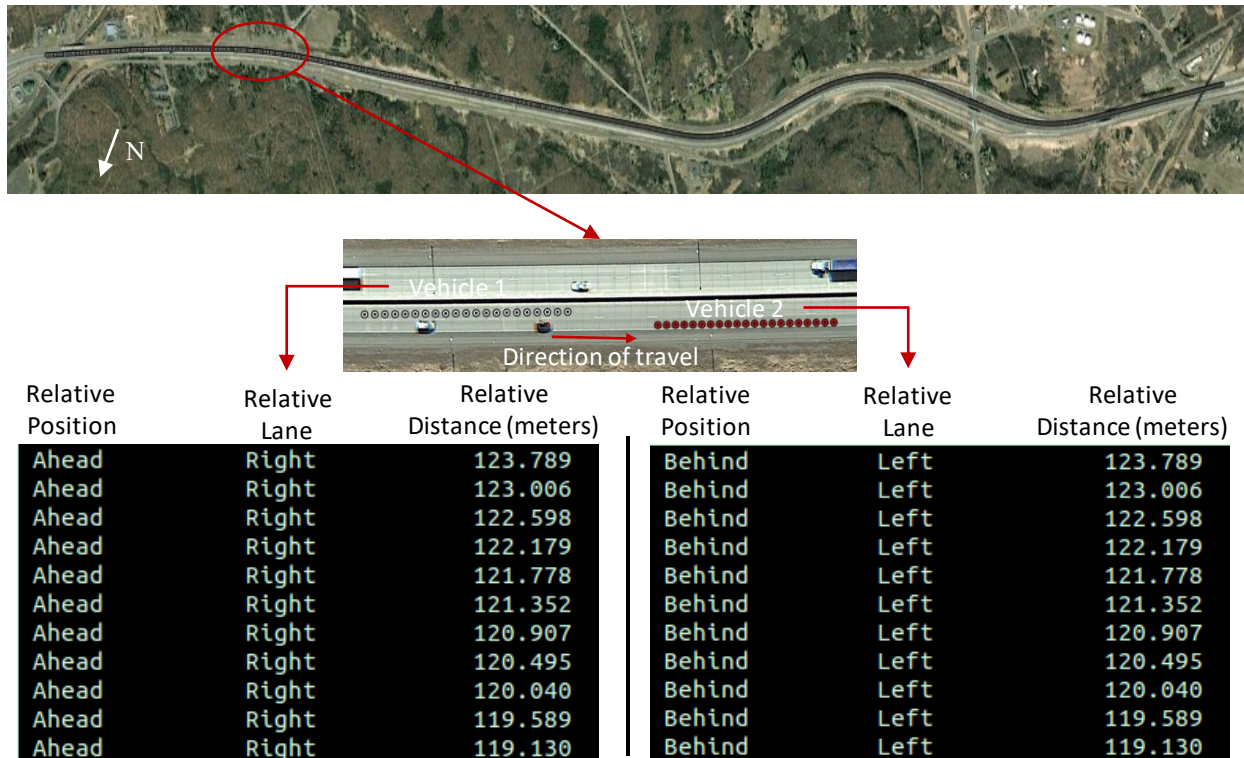 N
Vehicle 1
Vehicle 2
Direction of travel
Relative Position Relative Lane Relative Distance (meters)
Ahead Right 123.789
Ahead Right 123.006
Ahead Right 122.598
Ahead Right 122.179
Ahead Right 121.778
Ahead Right 121.352
Ahead Right 120.907
Ahead Right 120.495
Ahead Right 120.040
Ahead Right 119.589
Ahead Right 119.130
Relative Position Relative Lane Relative Distance (meters)
Behind Left 123.789
Behind Left 123.006
Behind Left 122.598
Behind Left 122.179
Behind Left 121.778
Behind Left 121.352
Behind Left 120.907
Behind Left 120.495
Behind Left 120.040
Behind Left 119.589
Behind Left 119.130